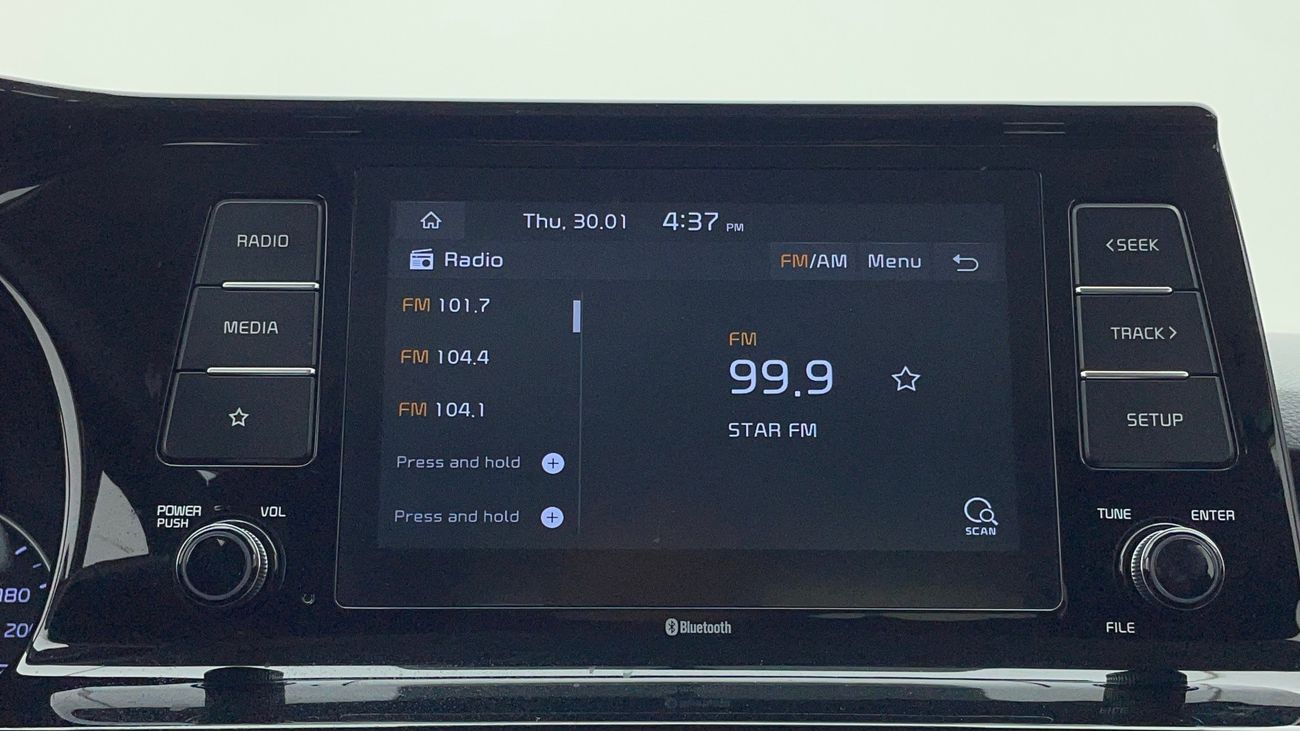 RADIO
MEDIA
POWER
PUSH
VOL
180
Thu, 30.01 4:37 PM
Radio
FM/AM Menu
FM 101.7
FM 104.4
FM 104.1
Press and hold +
Press and hold +
FM
99.9
STAR FM
SCAN
Bluetooth
<SEEK
TRACK>
SETUP
TUNE
ENTER
FILE